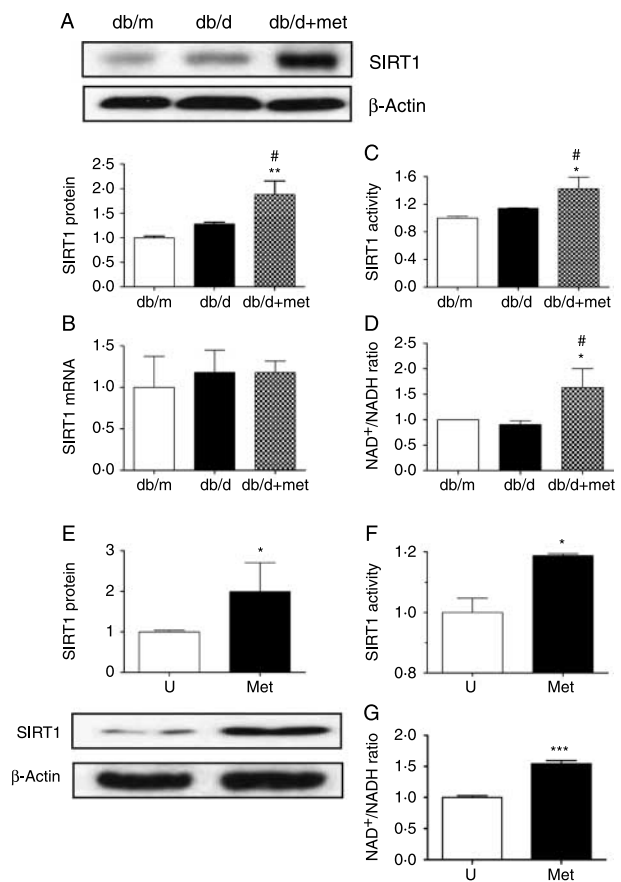 A
db/m db/d db/d+met
SIRT1
β-Actin
SIRT1 protein
2·5
2·0
1·5
1·0
0·5
0·0
#
**
db/m db/d db/d+met
C
SIRT1 activity
1·6
1·2
0·8
0·4
0
#
*
db/m db/d db/d+met
B
SIRT1 mRNA
1·5
1·0
0·5
0·0
db/m db/d db/d+met
D
NAD+/NADH ratio
2·5
2·0
1·5
1·0
0·5
0·0
#
*
db/m db/d db/d+met
E
SIRT1 protein
3
2
1
0
*
U Met
SIRT1
β-Actin
F
SIRT1 activity
1·2
1·0
0·8
*
U Met
G
NAD+/NADH ratio
2·0
1·5
1·0
0·5
0·0
***
U Met